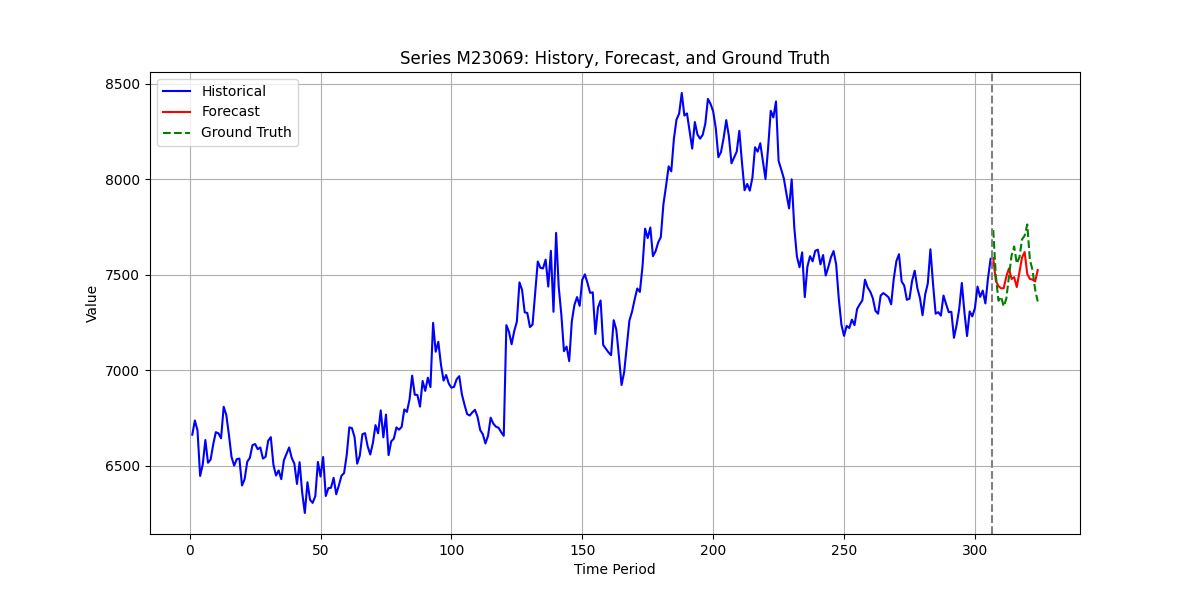 Series M23069: History, Forecast, and Ground Truth
Historical
Forecast
Ground Truth
8500
8000
7500
7000
6500
Value
0 50 100 150 200 250 300
Time Period